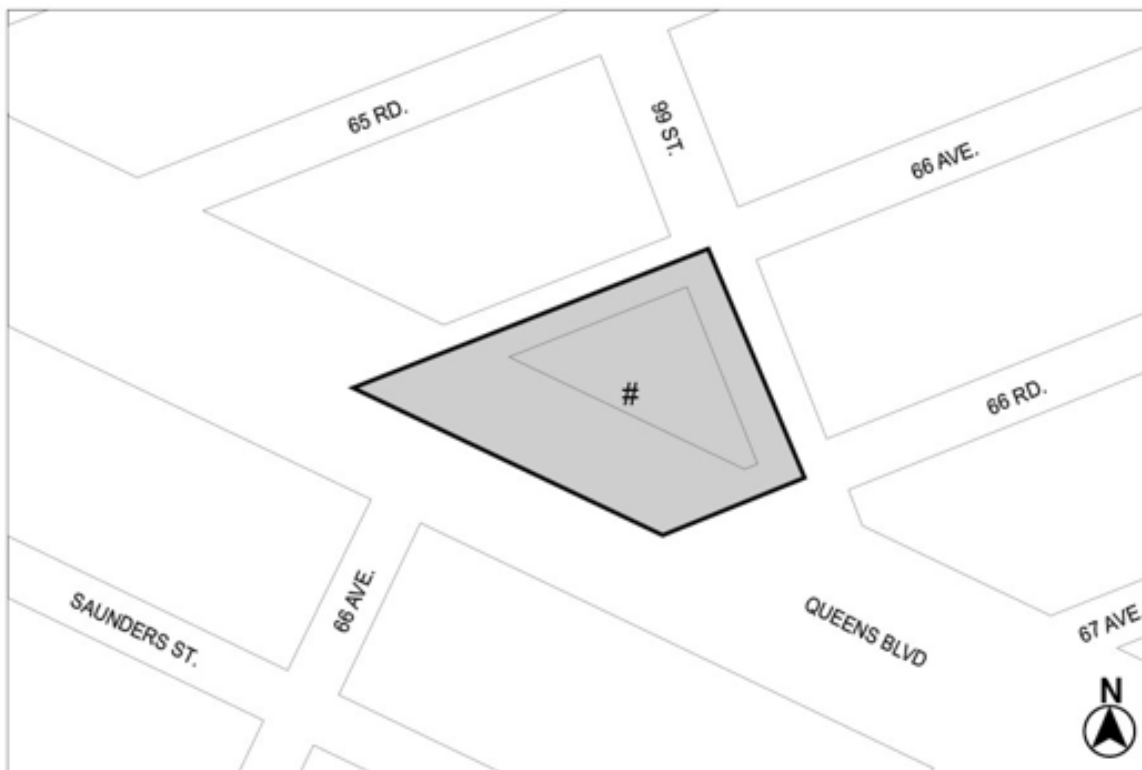 65 RD.
99 ST.
66 AVE.
#
66 RD.
66 AVE.
SAUNDERS ST.
QUEENS BLVD
67 AVE
N